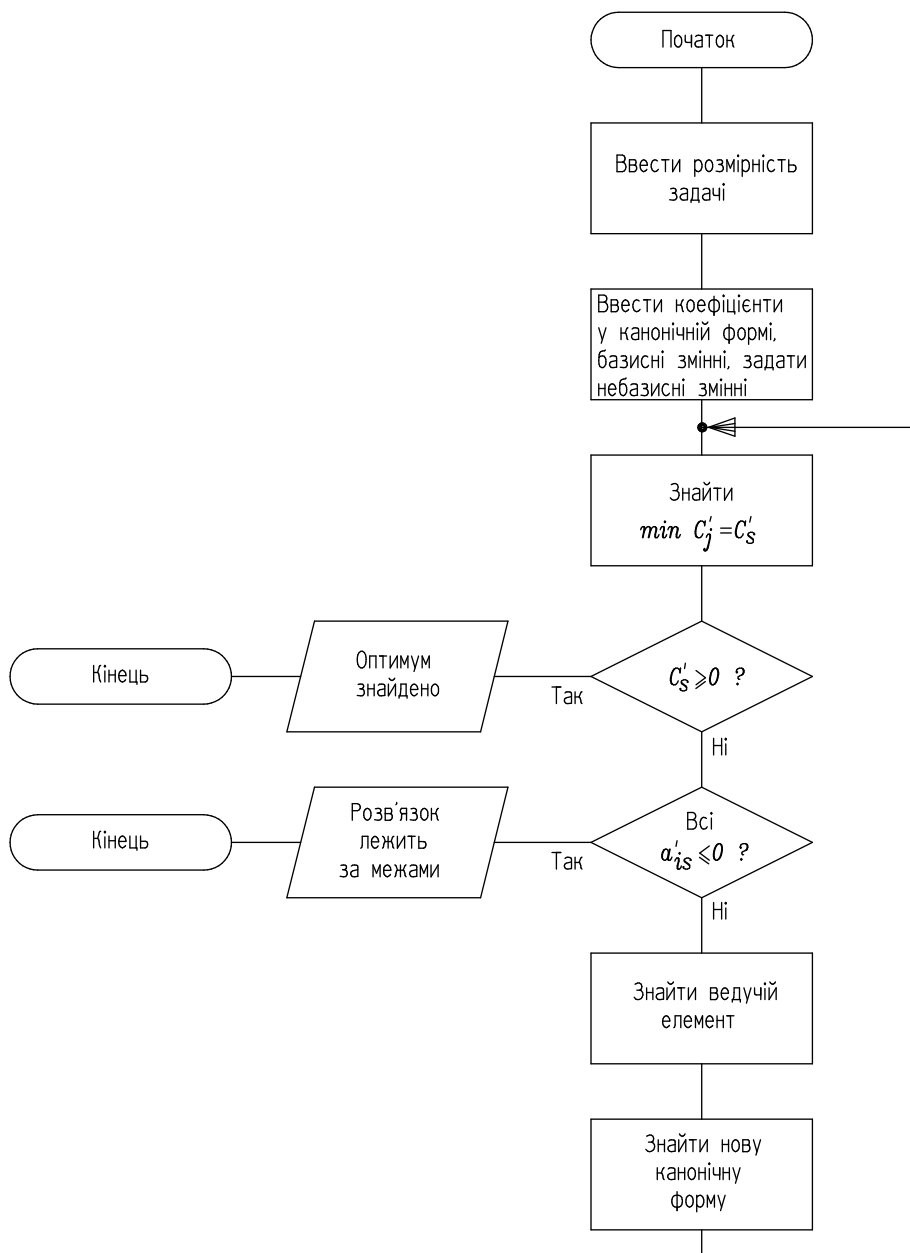 Початок
Ввести розмірність
задачі
Ввести коефіцієнти
у канонічній формі,
базисні змінні, задати
небазисні змінні
Знайти
min C'j=C's
Кінець
Оптимум
знайдено
Так
C's⩾0 ?
Ні
Кінець
Розв'язок
лежить
за межами
Так
Всі
a'is⩽0 ?
Ні
Знайти ведучій
елемент
Знайти нову
канонічну
форму